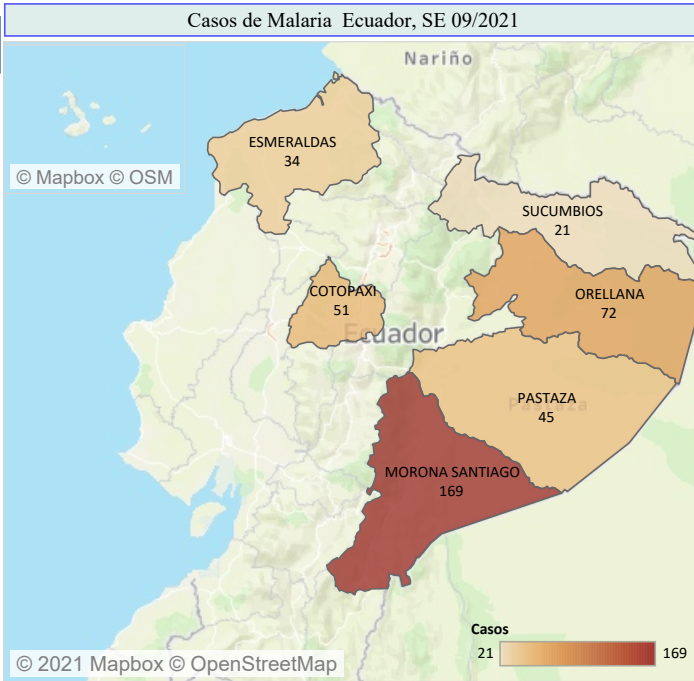 Casos de Malaria Ecuador, SE 09/2021
Nariño
ESMERALDAS
34
© Mapbox © OSM
SUCUMBIOS
21
COTOPAXI
51
ORELLANA
72
Ecuador
PASTAZA
Pastaza
45
MORONA SANTIAGO
169
Casos
21
169
© 2021 Mapbox © OpenStreetMap